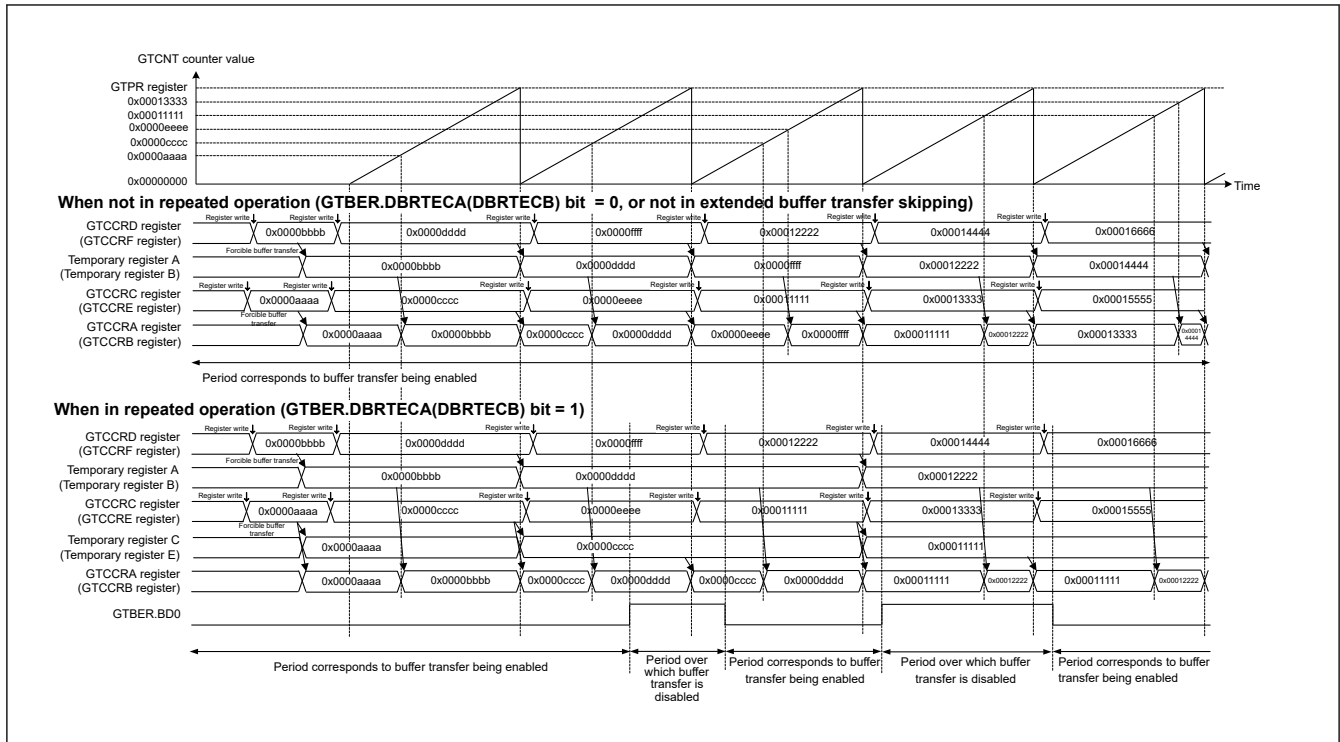 GTCNT counter value
GTPR register
0x00013333
0x00011111
0x0000eeee
0x0000cccc
0x0000aaaa
0x00000000
Time
When not in repeated operation (GTBER.DBRTECA(DBRTECB) bit = 0, or not in extended buffer transfer skipping)
Register write Register write Register write Register write Register write Register write
GTCCRD register
(GTCCRF register)
0x0000bbbb 0x0000dddd 0x0000ffff 0x00012222 0x00014444 0x00016666
Forcible buffer transfer
Temporary register A
(Temporary register B)
0x0000bbbb 0x0000dddd 0x0000ffff 0x00012222 0x00014444
Register write Register write Register write Register write Register write Register write
GTCCRC register
(GTCCRE register)
0x0000aaaa 0x0000cccc 0x0000eeee 0x00011111 0x00013333 0x00015555
Forcible buffer
transfer
GTCCRA register
(GTCCRB register)
0x0000aaaa 0x0000bbbb 0x0000cccc 0x0000dddd 0x0000eeee 0x0000ffff 0x00011111 0x00012222 0x00013333 0x0001
4444
Period corresponds to buffer transfer being enabled
When in repeated operation (GTBER.DBRTECA(DBRTECB) bit = 1)
Register write Register write Register write Register write Register write Register write
GTCCRD register
(GTCCRF register)
0x0000bbbb 0x0000dddd 0x0000ffff 0x00012222 0x00014444 0x00016666
Forcible buffer transfer
Temporary register A
(Temporary register B)
0x0000bbbb 0x0000dddd 0x00012222
Register write Register write Register write Register write Register write Register write
GTCCRC register
(GTCCRE register)
0x0000aaaa 0x0000cccc 0x0000eeee 0x00011111 0x00013333 0x00015555
Forcible buffer
transfer
Temporary register C
(Temporary register E)
0x0000aaaa 0x0000cccc 0x00011111
GTCCRA register
(GTCCRB register)
0x0000aaaa 0x0000bbbb 0x0000cccc 0x0000dddd 0x0000cccc 0x0000dddd 0x00011111 0x00012222 0x00011111 0x00012222
GTBER.BD0
Period corresponds to buffer transfer being enabled
Period over
which buffer
transfer is
disabled
Period corresponds to buffer
transfer being enabled
Period over which buffer
transfer is disabled
Period corresponds to buffer
transfer being enabled